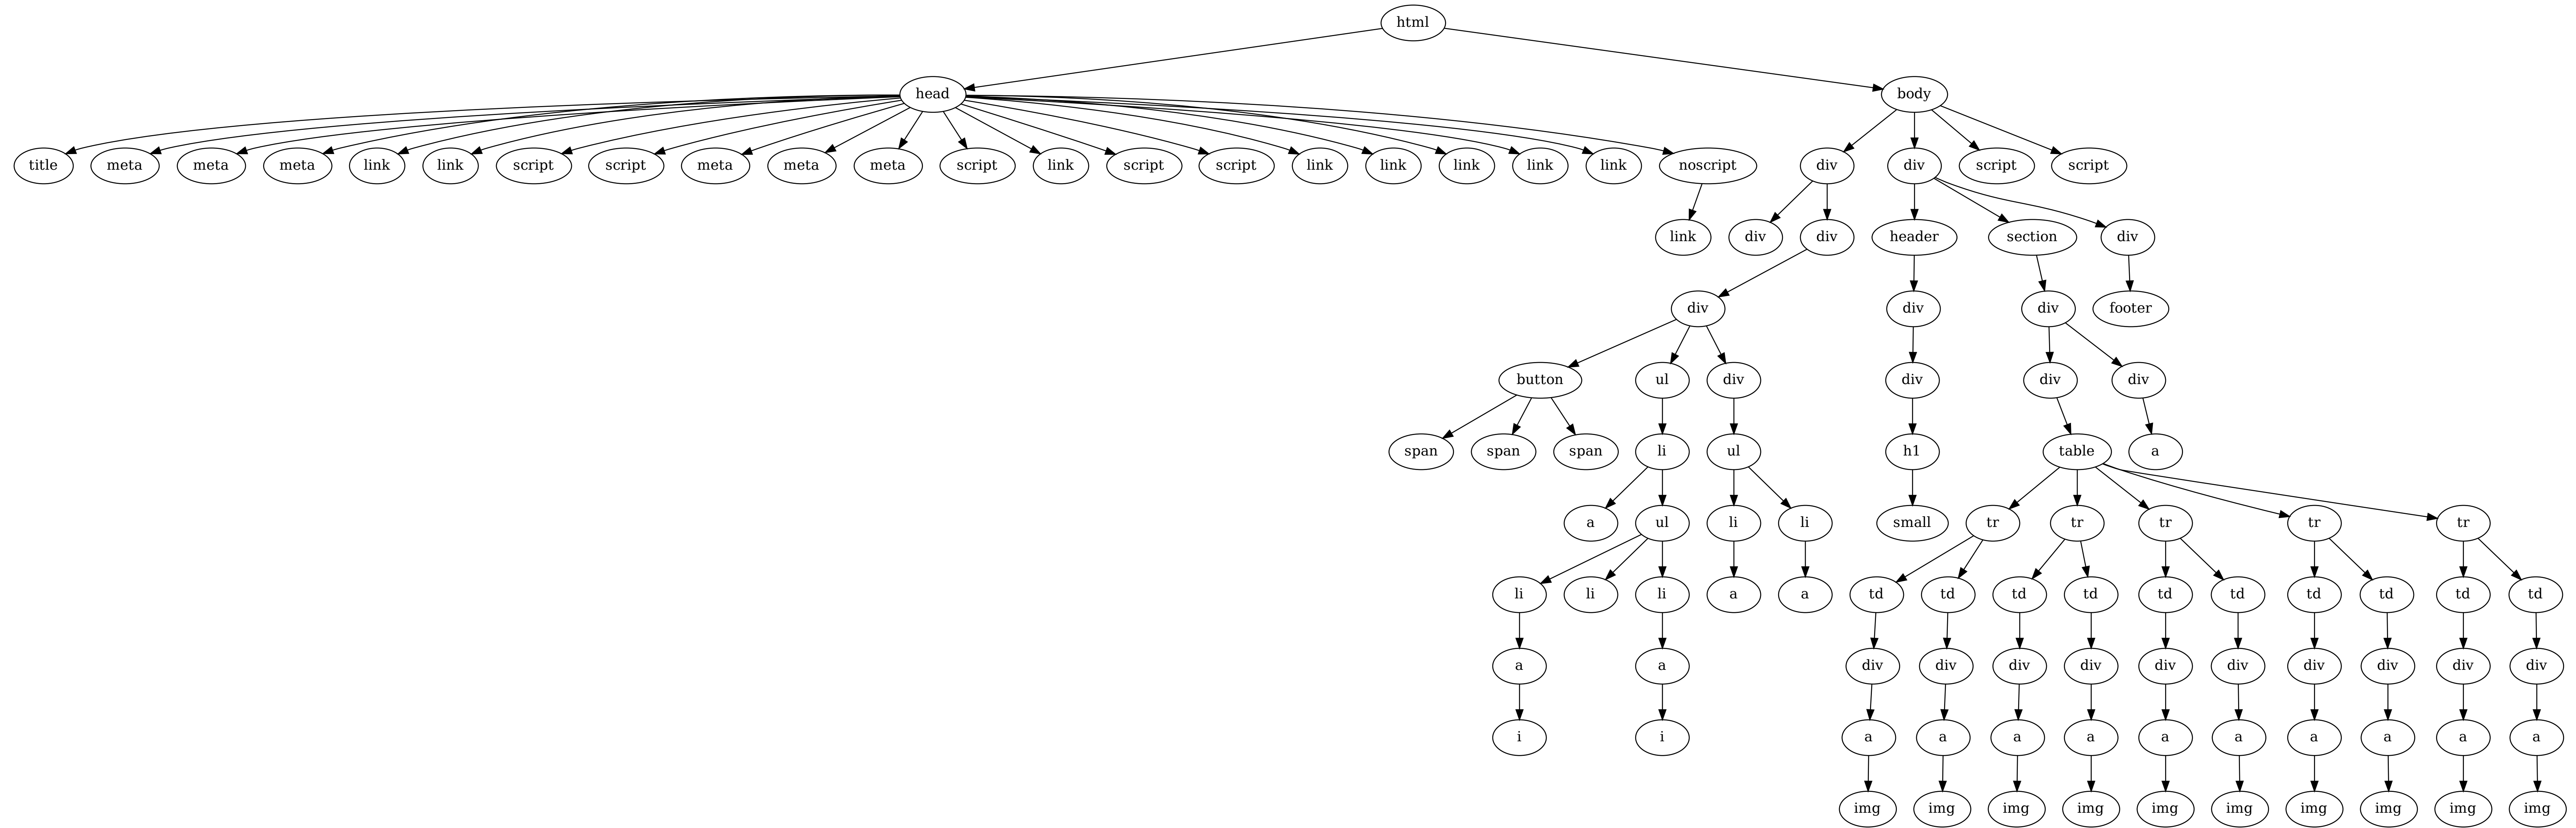 html
head body
title meta meta meta link link script script meta meta meta script link script script link link link link link noscript div div script script
link div div header section div
div div div footer
button ul div div div div
span span span li ul h1 table a
a ul li li small tr tr tr tr tr
li li li a a td td td td td td td td td td
a a div div div div div div div div div div
i i a a a a a a a a a a
img img img img img img img img img img